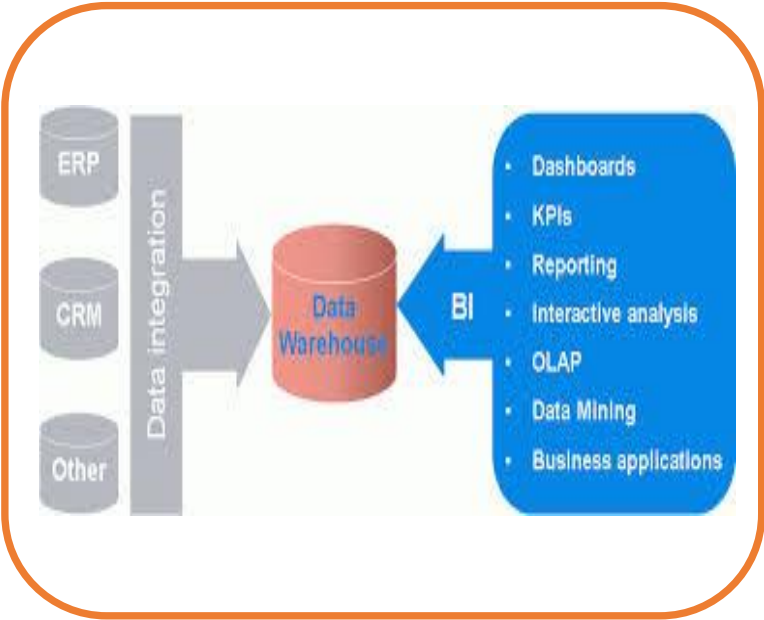 ERP
CRM
Other
Data integration
Data
Warehouse
BI
• Dashboards
• KPIs
• Reporting
• Interactive analysis
• OLAP
• Data Mining
• Business applications